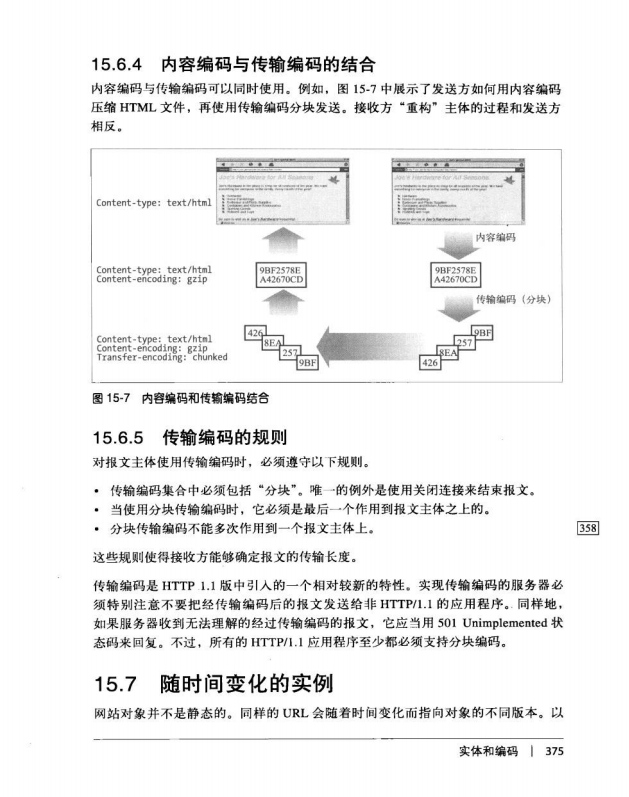 15.6.4 内容编码与传输编码的结合
内容编码与传输编码可以同时使用。例如，图 15-7 中展示了发送方如何用内容编码
压缩 HTML 文件，再使用传输编码分块发送。接收方“重构”主体的过程和发送方
相反。
Joe's Hardware for All Seasons
Joe's Hardware for All Seasons
Content-type: text/html
内容编码
Content-type: text/html
Content-encoding: gzip
9BF2578E
A42670CD
9BF2578E
A42670CD
传输编码（分块）
Content-type: text/html
Content-encoding: gzip
Transfer-encoding: chunked
426
8EA
257
9BF
9BF
257
8EA
426
图 15-7 内容编码和传输编码结合
15.6.5 传输编码的规则
对报文主体使用传输编码时，必须遵守以下规则。
• 传输编码集合中必须包括“分块”。唯一的例外是使用关闭连接来结束报文。
• 当使用分块传输编码时，它必须是最后一个作用到报文主体之上的。
• 分块传输编码不能多次作用到一个报文主体上。
358
这些规则使得接收方能够确定报文的传输长度。
传输编码是 HTTP 1.1 版中引入的一个相对较新的特性。实现传输编码的服务器必
须特别注意不要把经传输编码后的报文发送给非 HTTP/1.1 的应用程序。同样地，
如果服务器收到无法理解的经过传输编码的报文，它应当用 501 Unimplemented 状
态码来回复。不过，所有的 HTTP/1.1 应用程序至少都必须支持分块编码。
15.7 随时间变化的实例
网站对象并不是静态的。同样的 URL 会随着时间变化而指向对象的不同版本。以
实体和编码 | 375